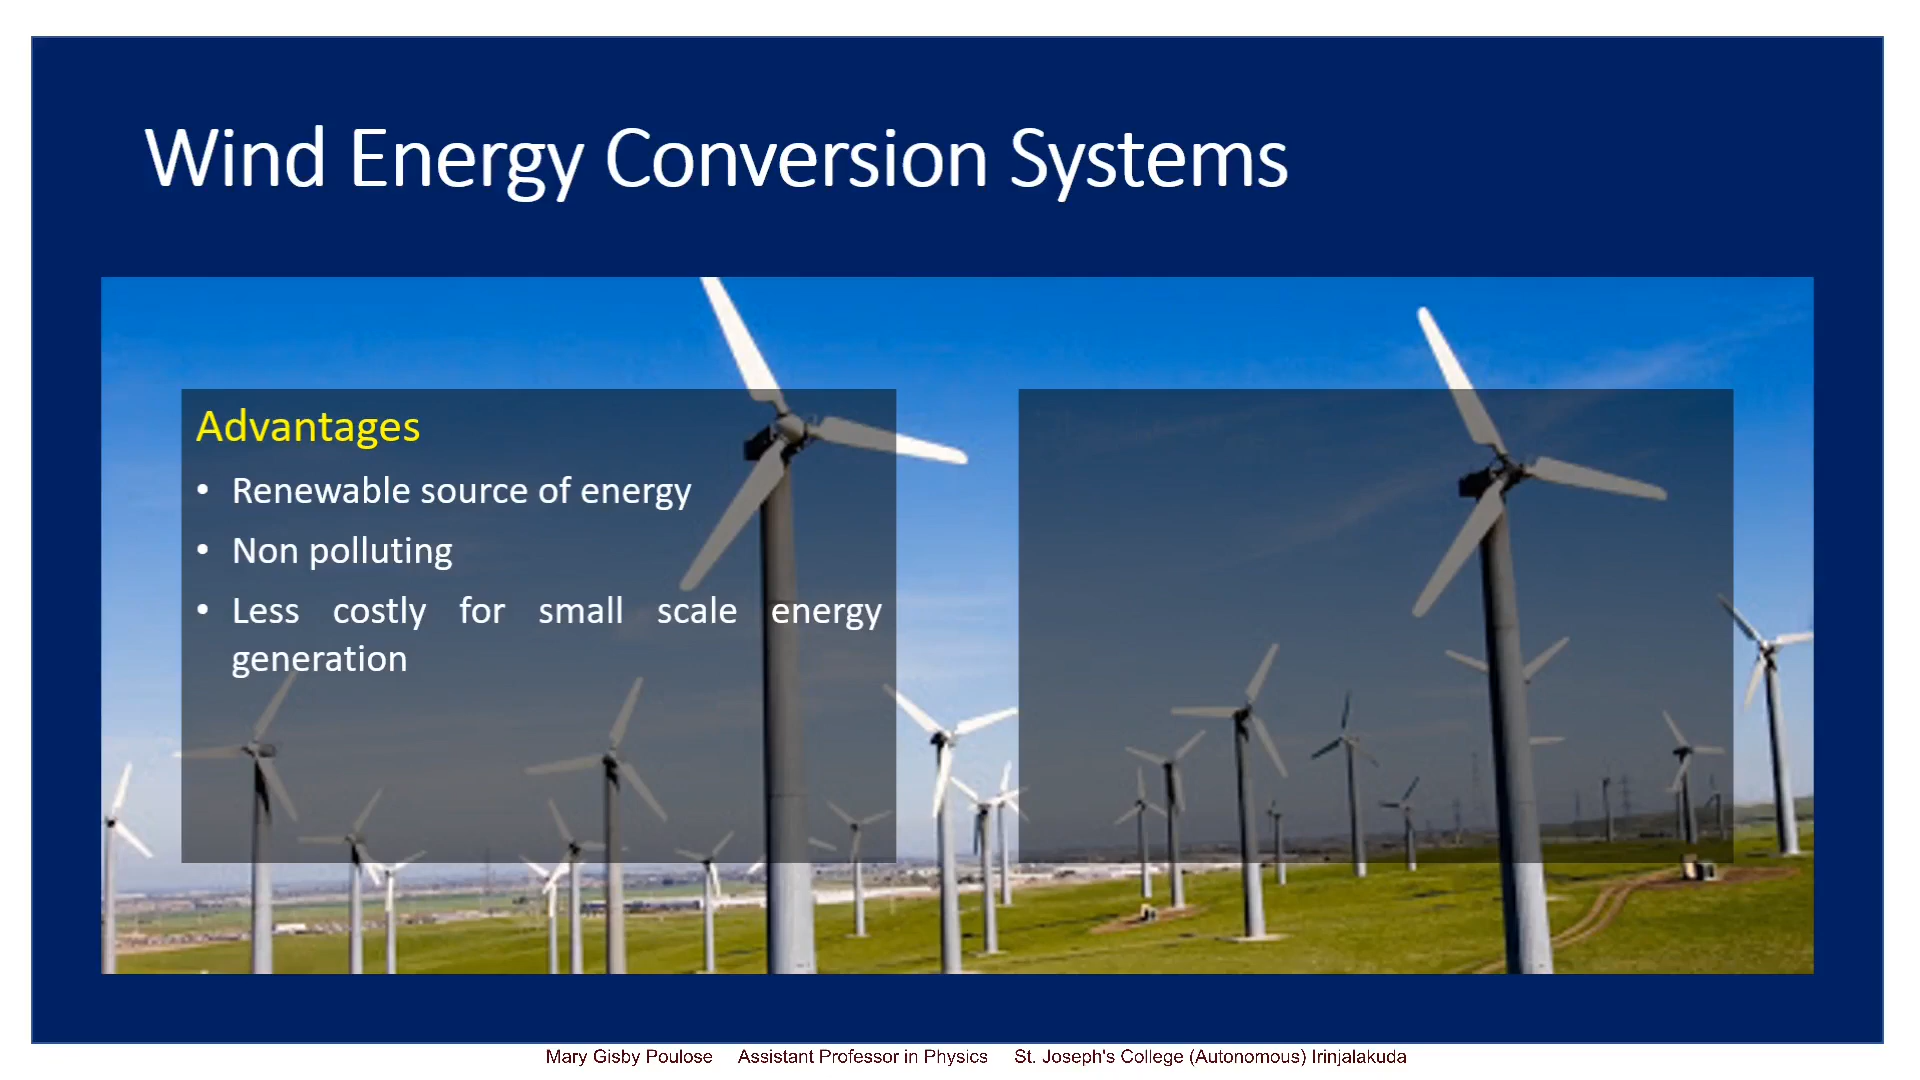 Wind Energy Conversion Systems
Advantages
• Renewable source of energy
• Non polluting
• Less costly for small scale energy
generation
Mary Gisby Poulose Assistant Professor in Physics St. Joseph's College (Autonomous) Irinjalakuda